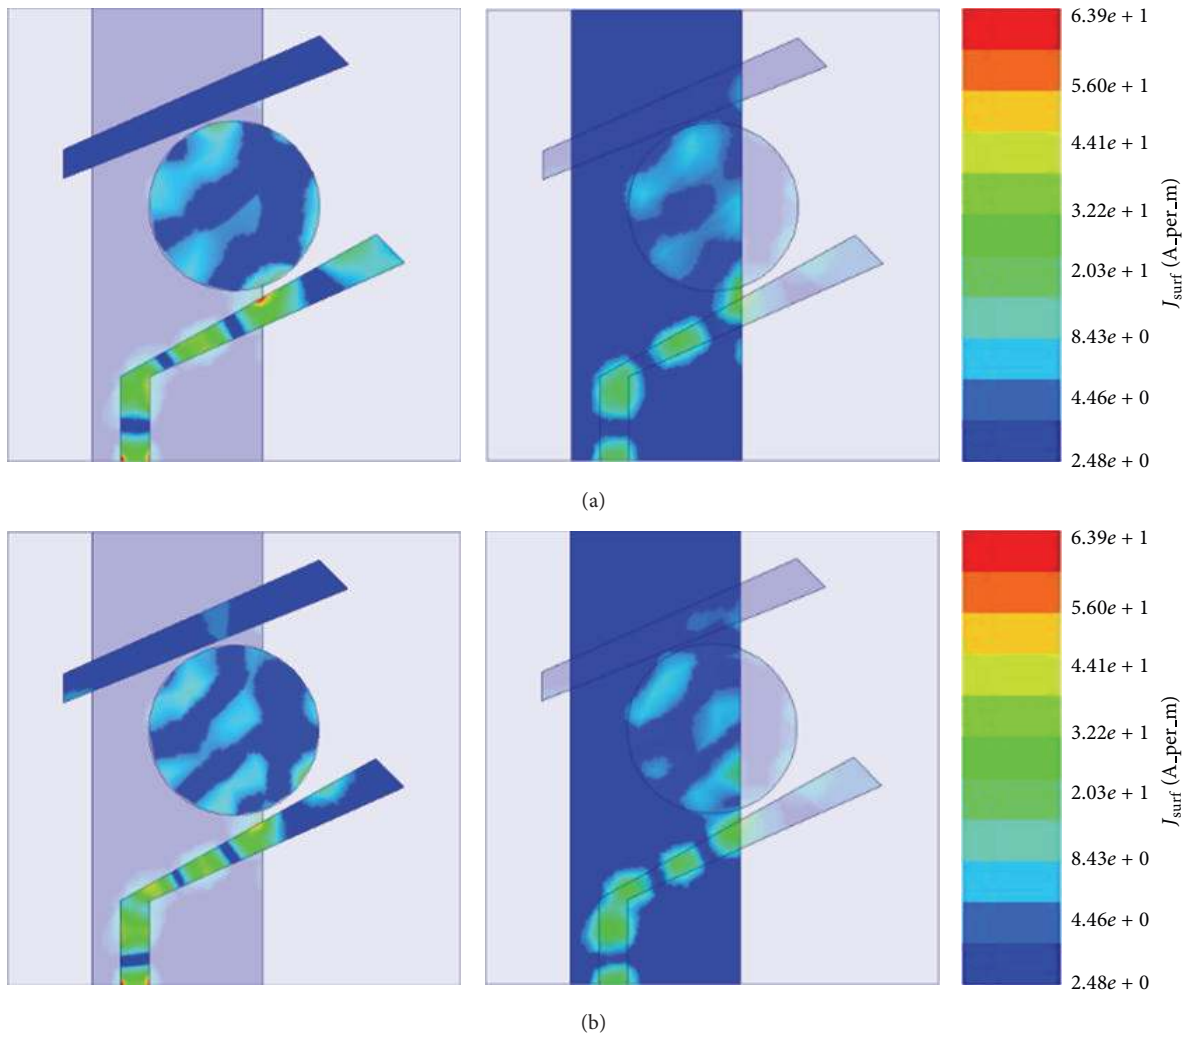 6.39e + 1
5.60e + 1
4.41e + 1
3.22e + 1
2.03e + 1
8.43e + 0
4.46e + 0
2.48e + 0
Jsurf (A_per_m)
(a)
6.39e + 1
5.60e + 1
4.41e + 1
3.22e + 1
2.03e + 1
8.43e + 0
4.46e + 0
2.48e + 0
Jsurf (A_per_m)
(b)